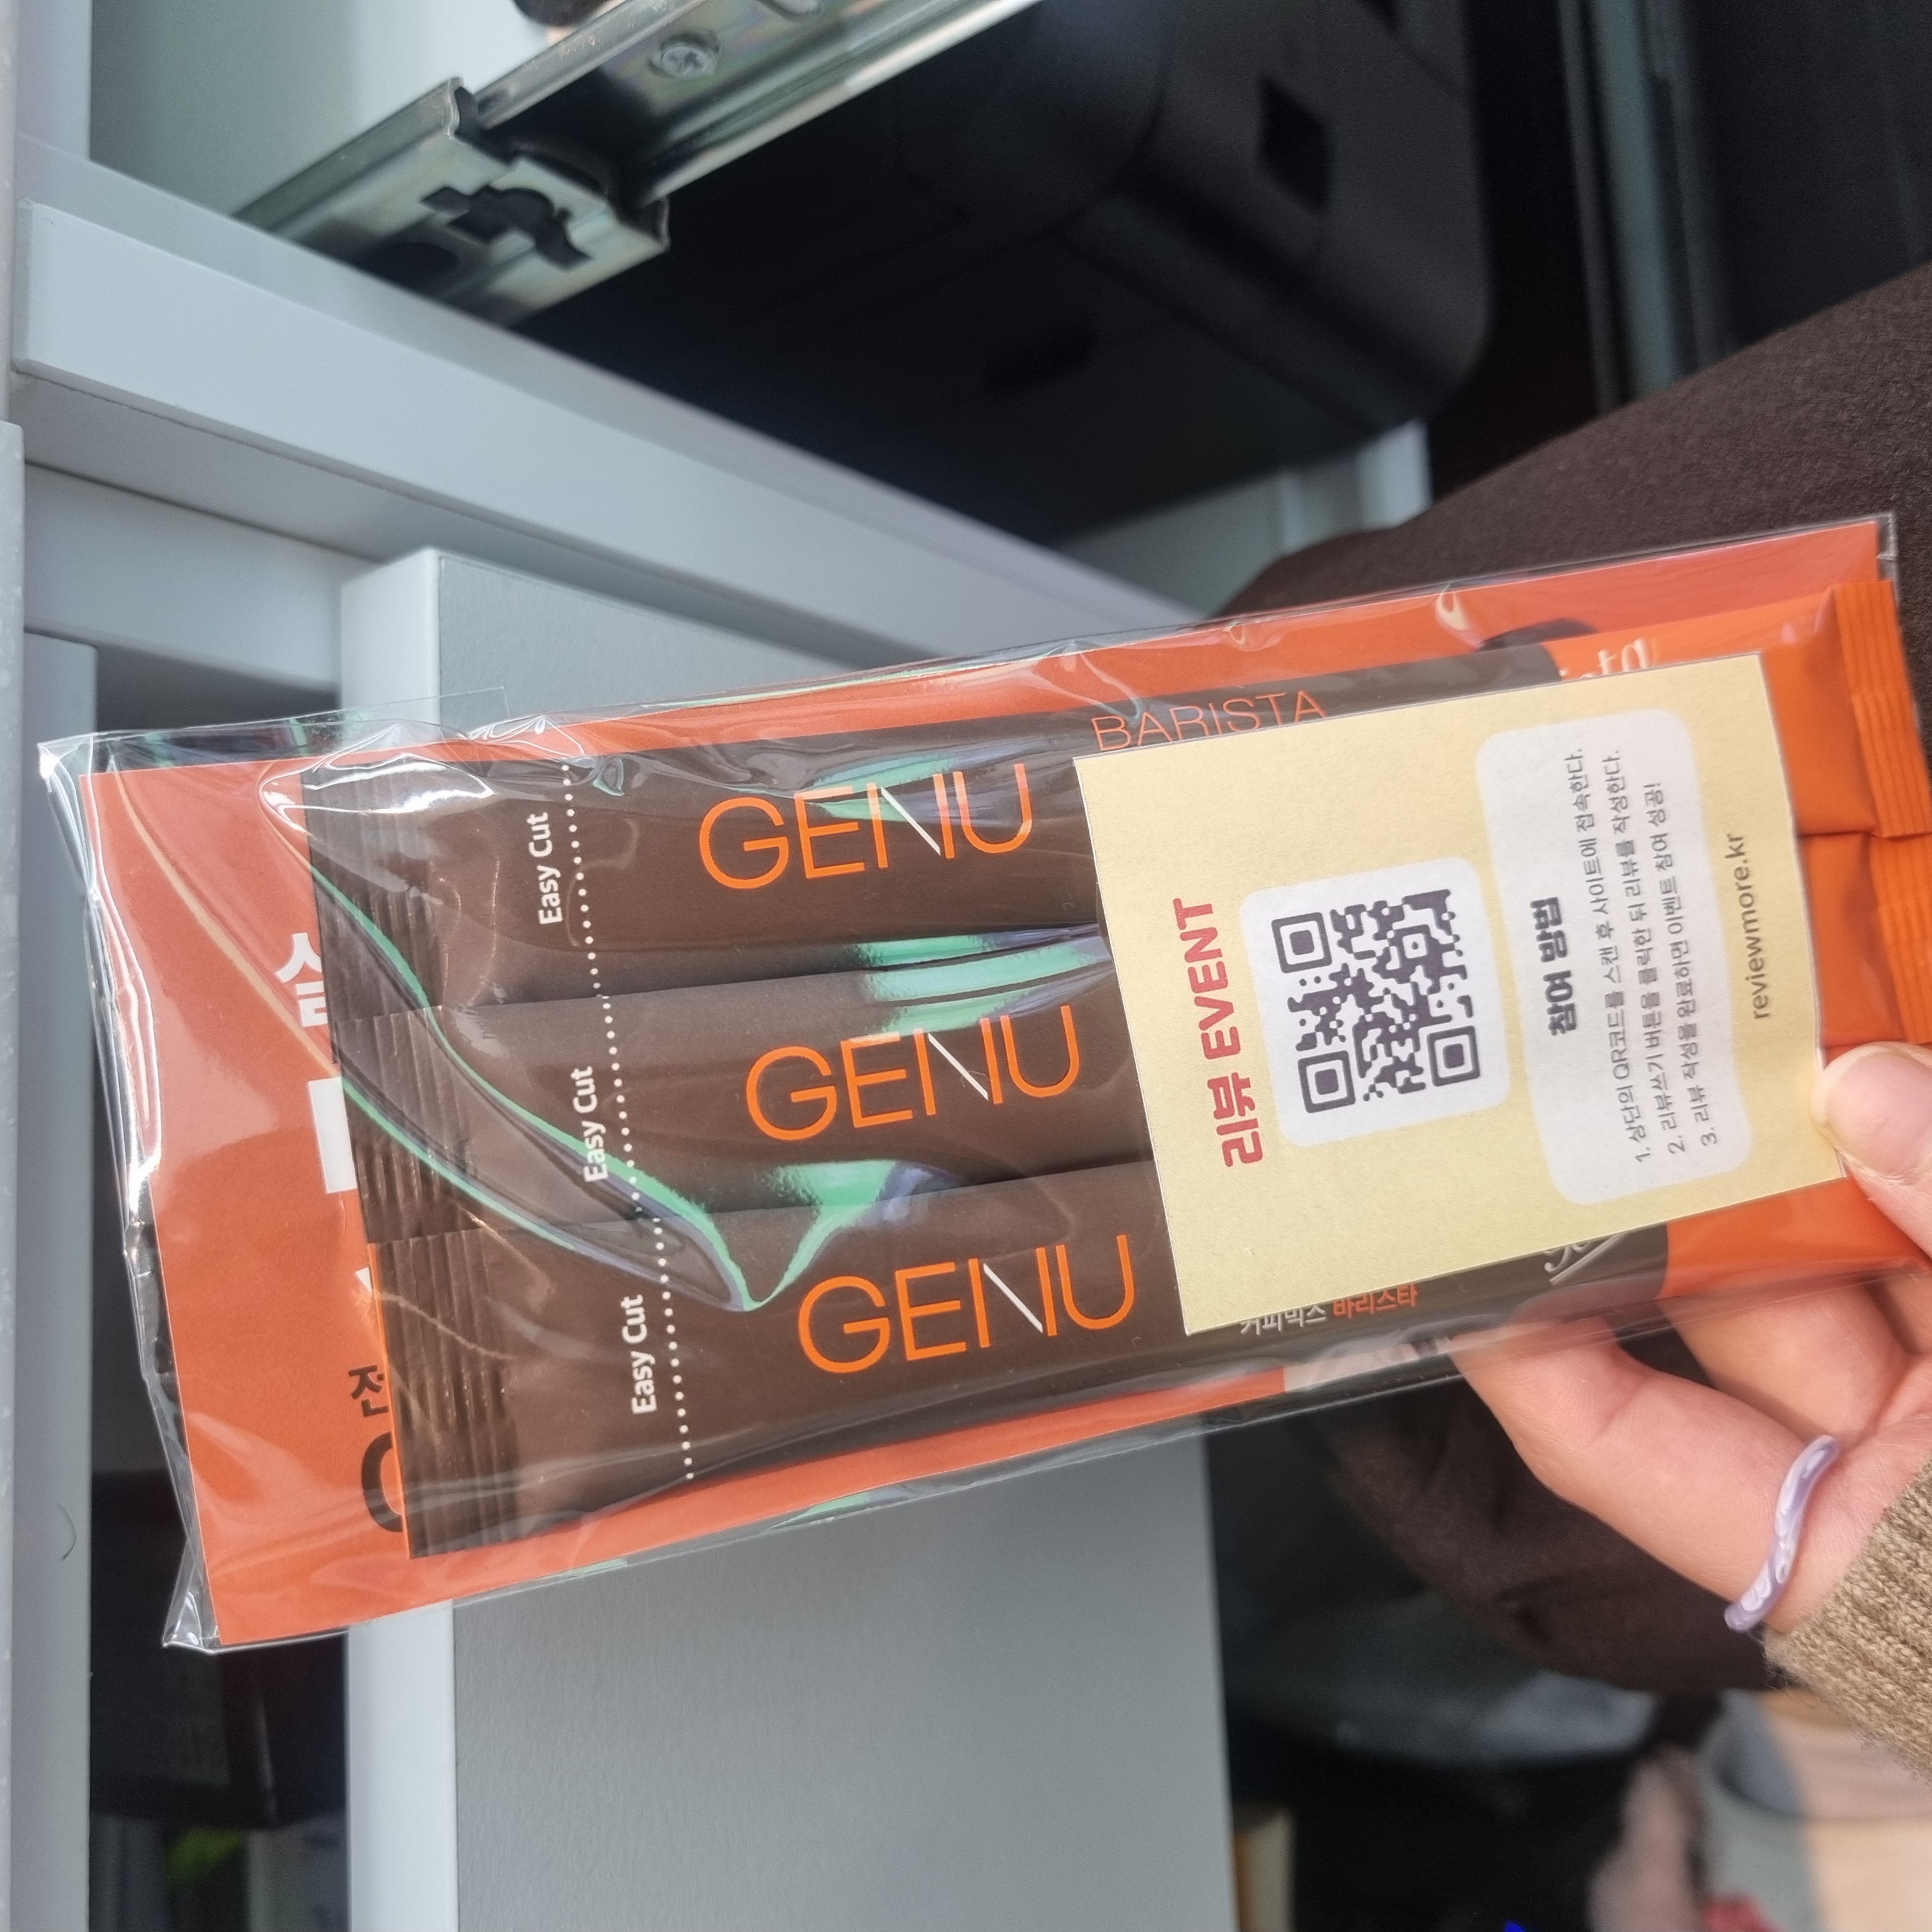 Easy Cut
GENU
BARISTA
Easy Cut
GENU
Easy Cut
GENU
커피믹스 바리스타
리뷰 EVENT
참여 방법
1. 상단의 QR코드를 스캔 후 사이트에 접속한다.
2. 리뷰쓰기 버튼을 클릭한 뒤 리뷰를 작성한다.
3. 리뷰 작성을 완료하면 이벤트 참여 성공!
reviewmore.kr